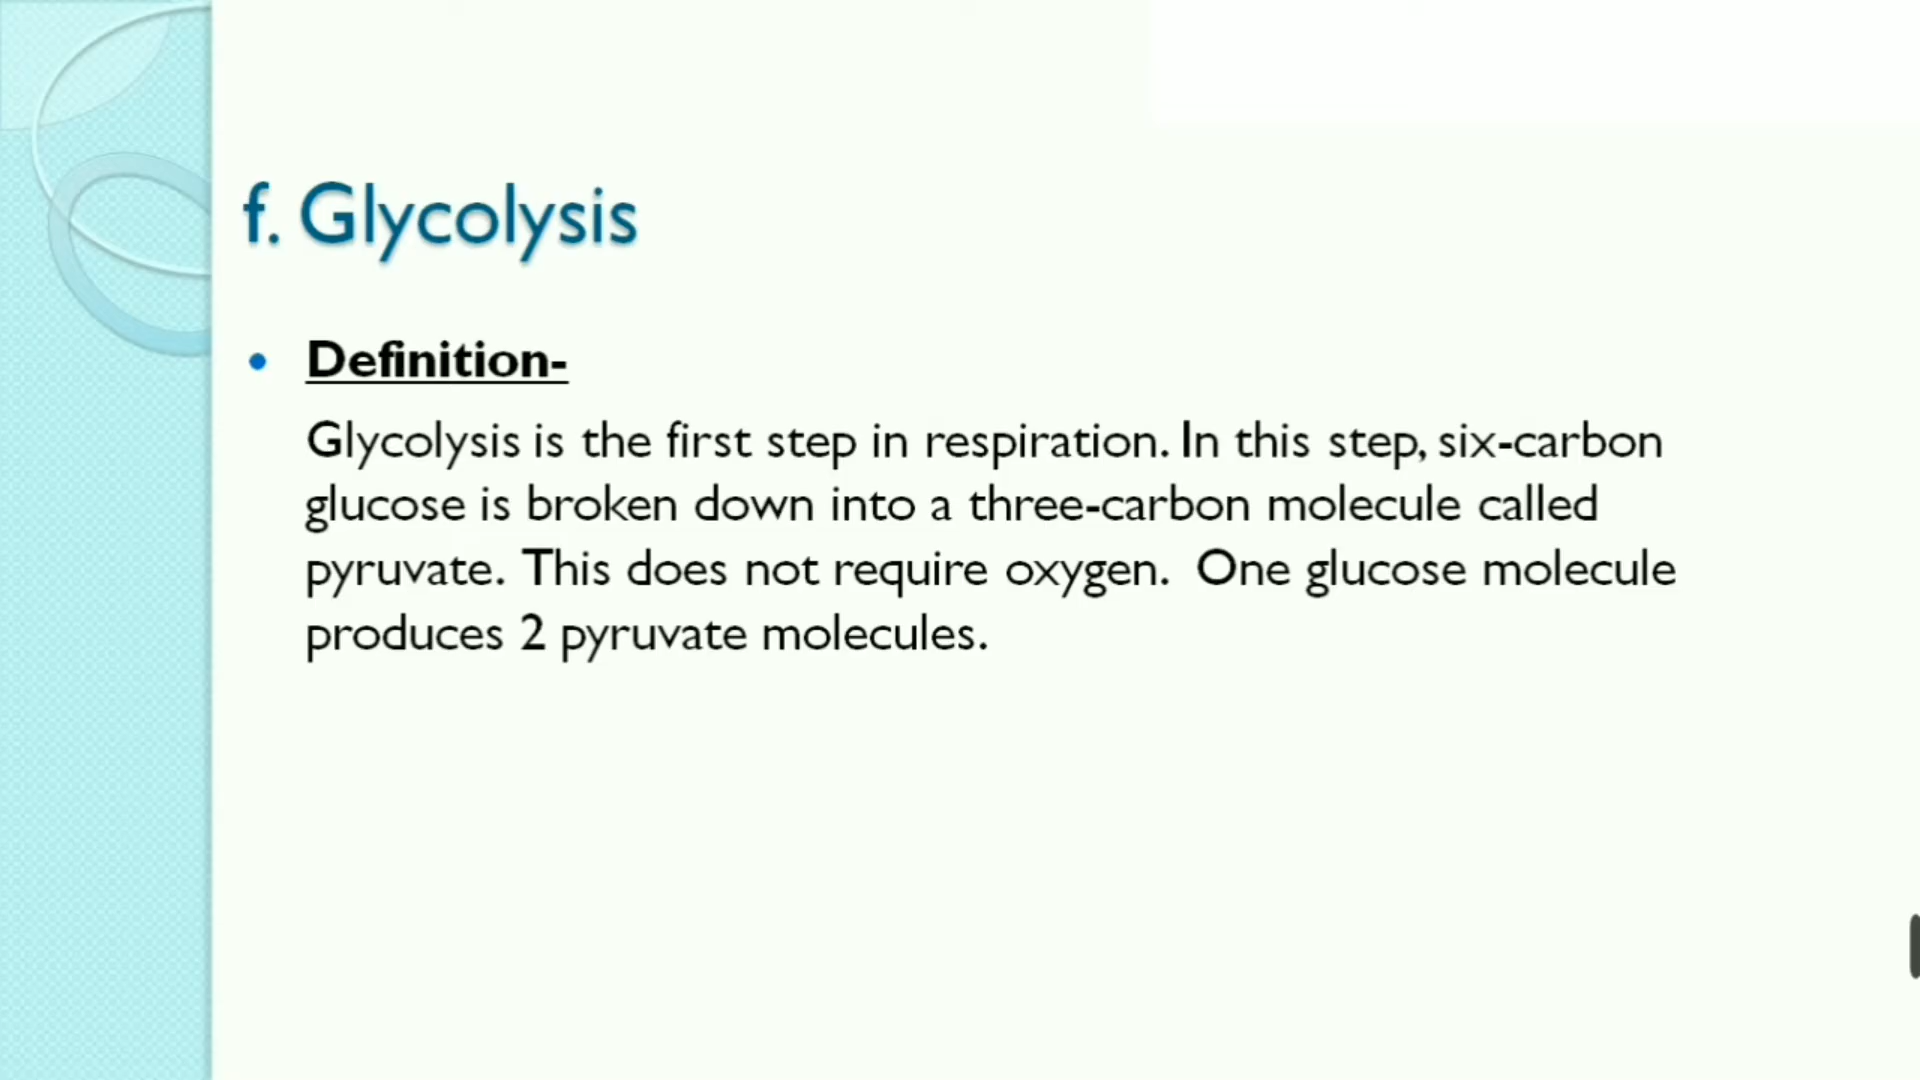 f. Glycolysis
• Definition-
Glycolysis is the first step in respiration. In this step, six-carbon
glucose is broken down into a three-carbon molecule called
pyruvate. This does not require oxygen. One glucose molecule
produces 2 pyruvate molecules.